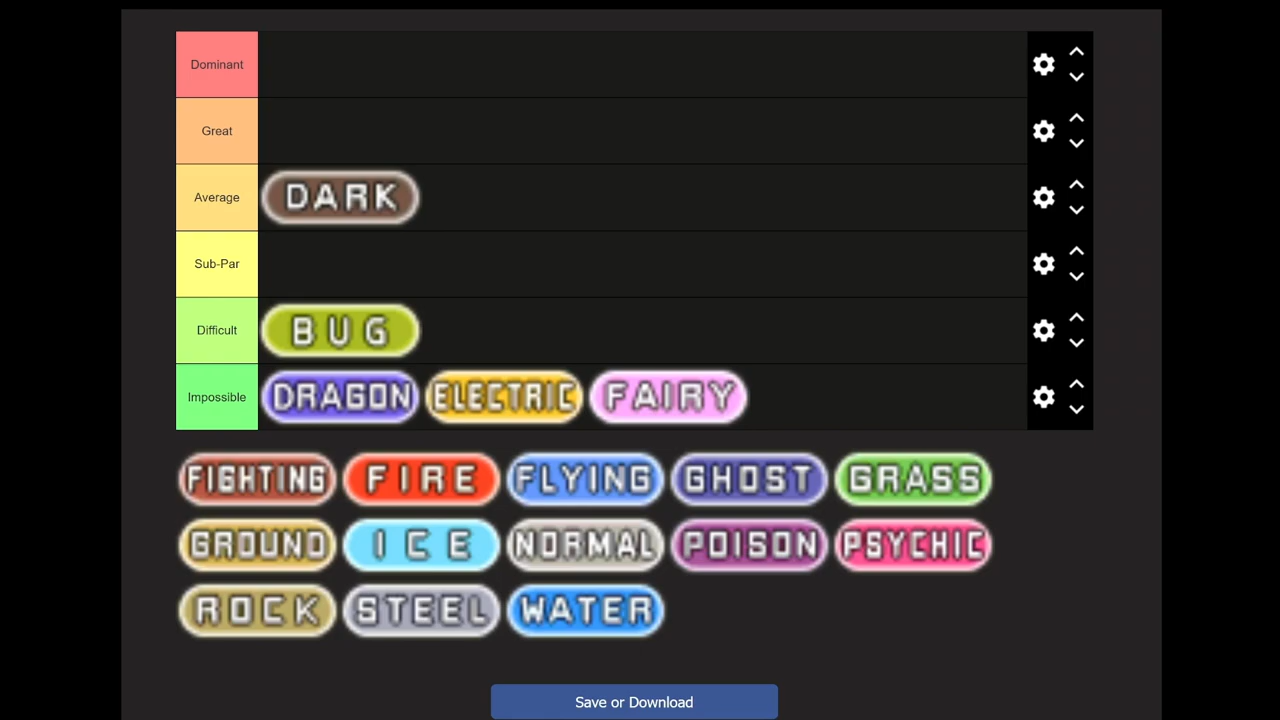 Dominant
Great
Average DARK
Sub-Par
Difficult BUG
Impossible DRAGON ELECTRIC FAIRY
FIGHTING FIRE FLYING GHOST GRASS
GROUND ICE NORMAL POISON PSYCHIC
ROCK STEEL WATER
Save or Download